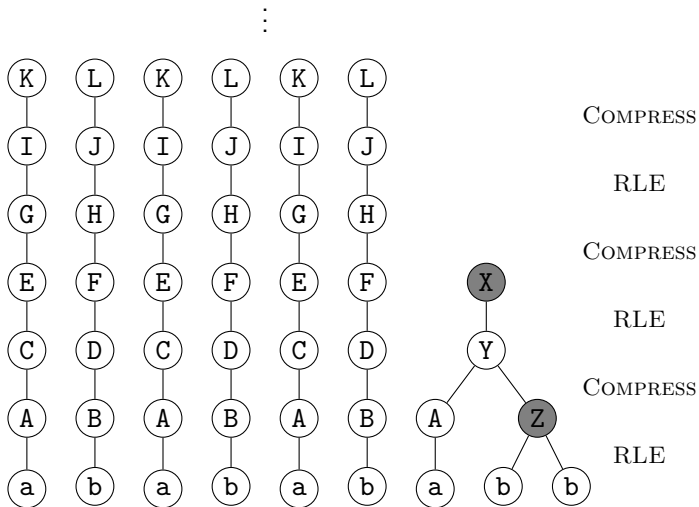 ⋮
K L K L K L
COMPRESS
I J I J I J
RLE
G H G H G H
COMPRESS
E F E F E F X
RLE
C D C D C D Y
COMPRESS
A B A B A B A Z
RLE
a b a b a b a b b